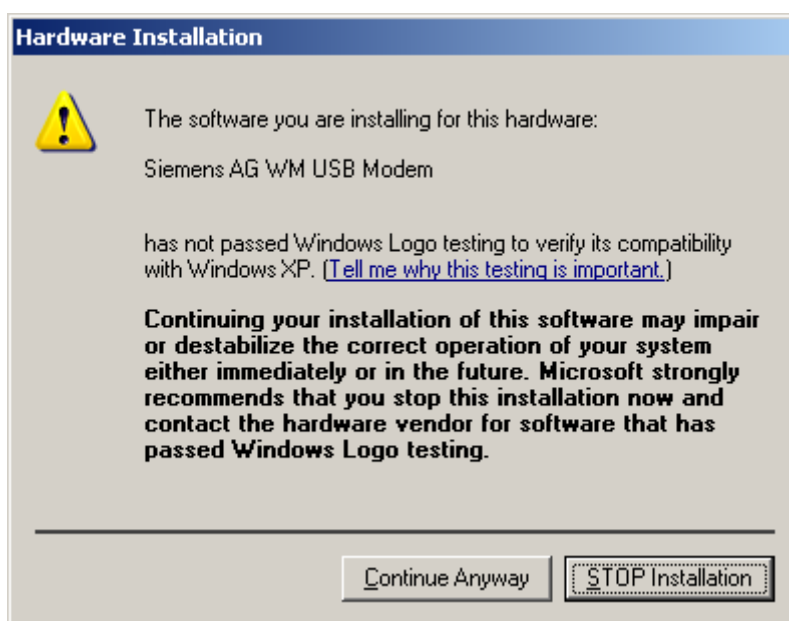 Hardware Installation
The software you are installing for this hardware:
Siemens AG WM USB Modem
has not passed Windows Logo testing to verify its compatibility
with Windows XP. (Tell me why this testing is important.)
Continuing your installation of this software may impair
or destabilize the correct operation of your system
either immediately or in the future. Microsoft strongly
recommends that you stop this installation now and
contact the hardware vendor for software that has
passed Windows Logo testing.
Continue Anyway STOP Installation